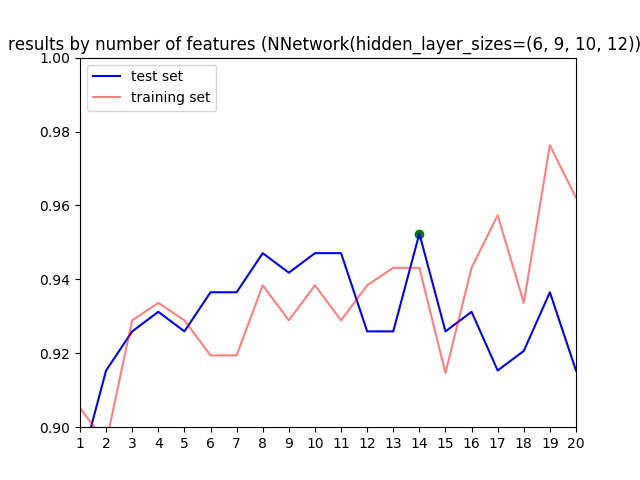 results by number of features (NNetwork(hidden_layer_sizes=(6, 9, 10, 12))
test set
training set
1.00
0.98
0.96
0.94
0.92
0.90
1 2 3 4 5 6 7 8 9 10 11 12 13 14 15 16 17 18 19 20